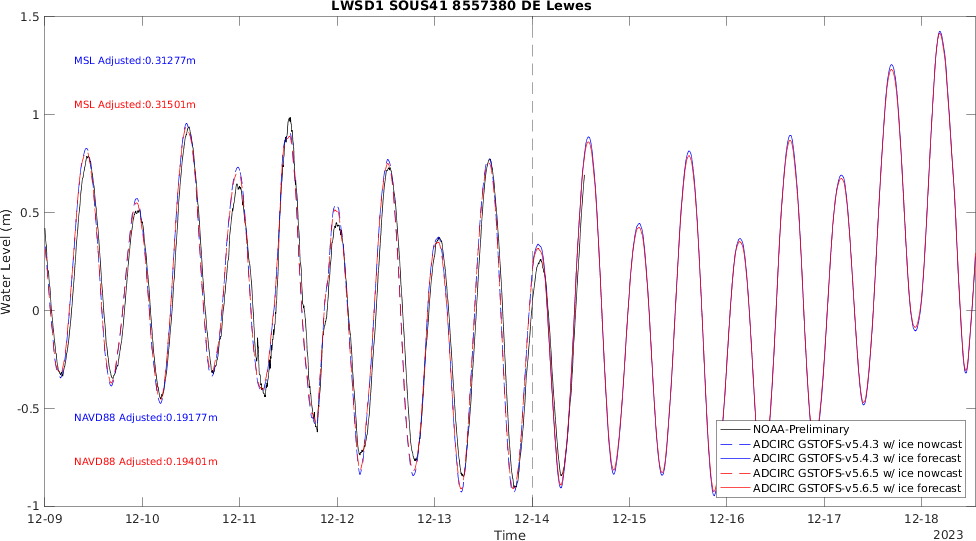 LWSD1 SOUS41 8557380 DE Lewes
1.5
1
0.5
0
-0.5
-1
Water Level (m)
MSL Adjusted:0.31277m
MSL Adjusted:0.31501m
NAVD88 Adjusted:0.19177m
NAVD88 Adjusted:0.19401m
NOAA-Preliminary
ADCIRC GSTOFS-v5.4.3 w/ ice nowcast
ADCIRC GSTOFS-v5.4.3 w/ ice forecast
ADCIRC GSTOFS-v5.6.5 w/ ice nowcast
ADCIRC GSTOFS-v5.6.5 w/ ice forecast
12-09 12-10 12-11 12-12 12-13 12-14 12-15 12-16 12-17 12-18
Time
2023